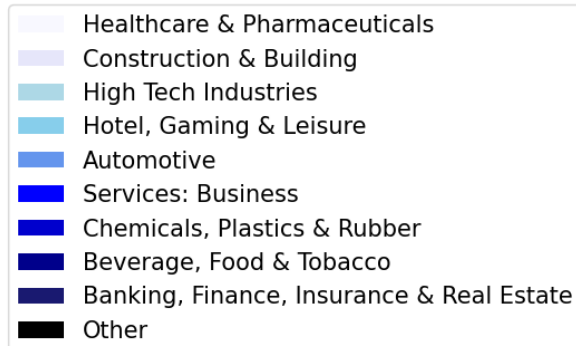 Healthcare & Pharmaceuticals
Construction & Building
High Tech Industries
Hotel, Gaming & Leisure
Automotive
Services: Business
Chemicals, Plastics & Rubber
Beverage, Food & Tobacco
Banking, Finance, Insurance & Real Estate
Other